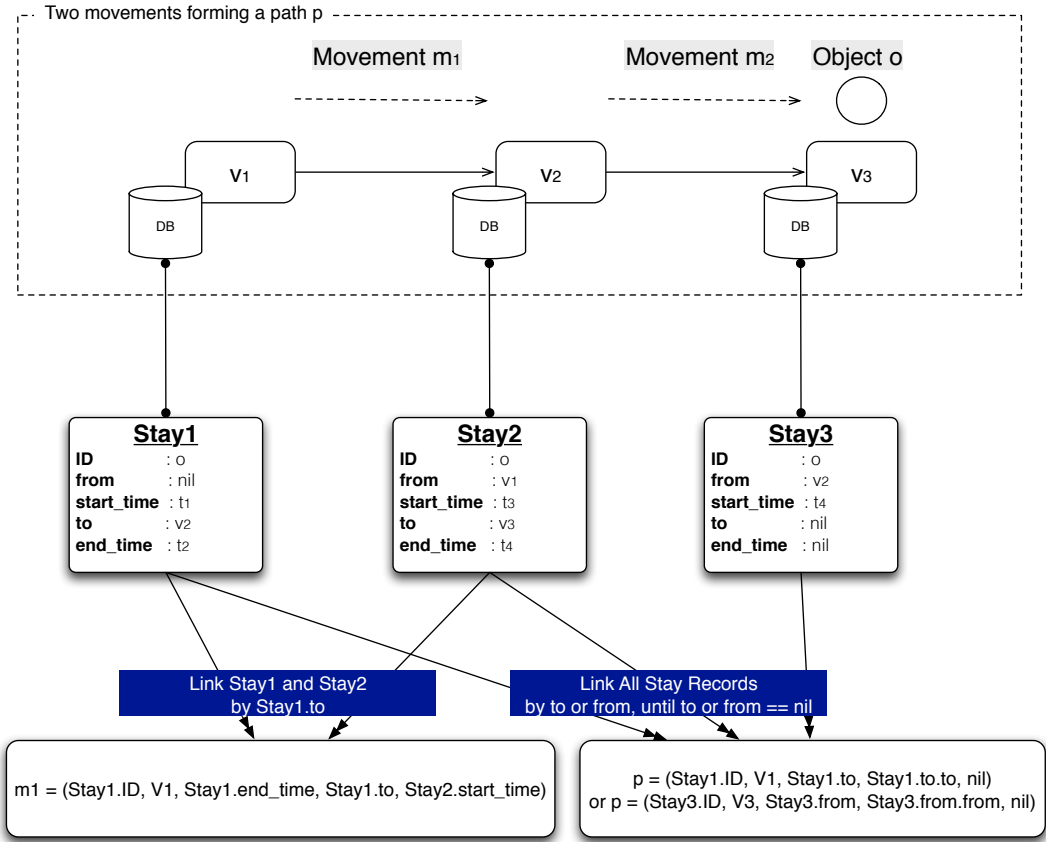 Two movements forming a path p
Movement m1
Movement m2
Object o
V1
V2
V3
DB
DB
DB
Stay1
ID : o
from : nil
start_time : t1
to : v2
end_time : t2
Stay2
ID : o
from : v1
start_time : t3
to : v3
end_time : t4
Stay3
ID : o
from : v2
start_time : t4
to : nil
end_time : nil
Link Stay1 and Stay2
by Stay1.to
Link All Stay Records
by to or from, until to or from == nil
m1 = (Stay1.ID, V1, Stay1.end_time, Stay1.to, Stay2.start_time)
p = (Stay1.ID, V1, Stay1.to, Stay1.to.to, nil)
or p = (Stay3.ID, V3, Stay3.from, Stay3.from.from, nil)